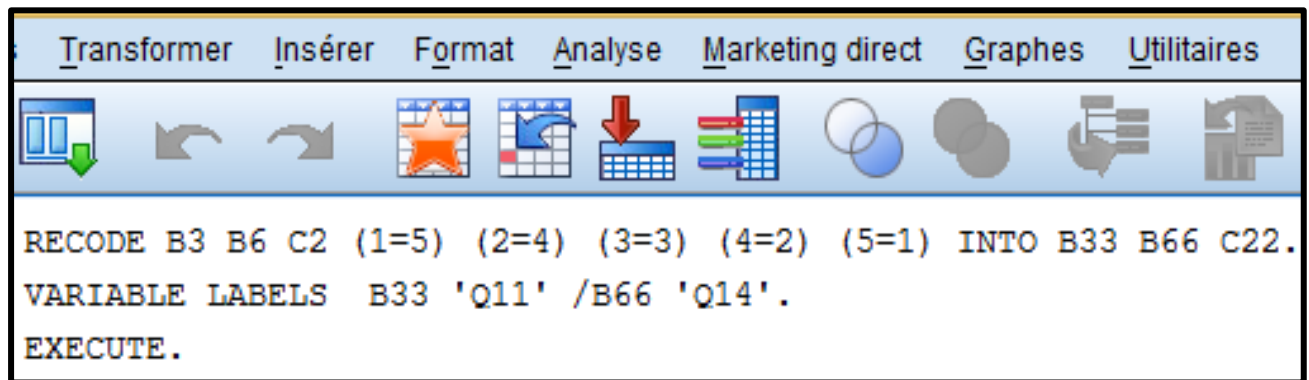 Transformer Insérer Format Analyse Marketing direct Graphes Utilitaires
RECODE B3 B6 C2 (1=5) (2=4) (3=3) (4=2) (5=1) INTO B33 B66 C22.
VARIABLE LABELS  B33 'Q11' /B66 'Q14'.
EXECUTE.